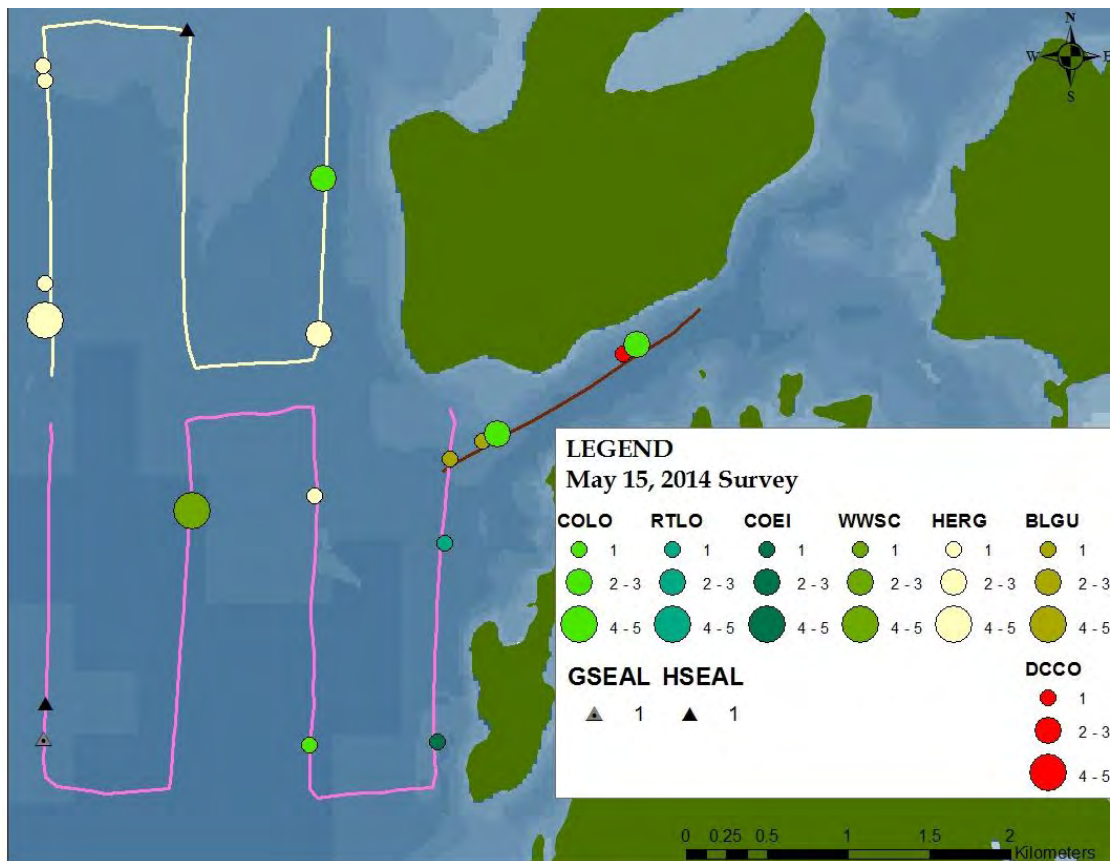 N
W E
S
LEGEND
May 15, 2014 Survey
COLO RTLO COEI WWSC HERG BLGU
1 1 1 1 1 1
2 - 3 2 - 3 2 - 3 2 - 3 2 - 3 2 - 3
4 - 5 4 - 5 4 - 5 4 - 5 4 - 5 4 - 5
GSEAL HSEAL DCCO
1 1 1
2 - 3
4 - 5
0 0.25 0.5 1 1.5 2
Kilometers